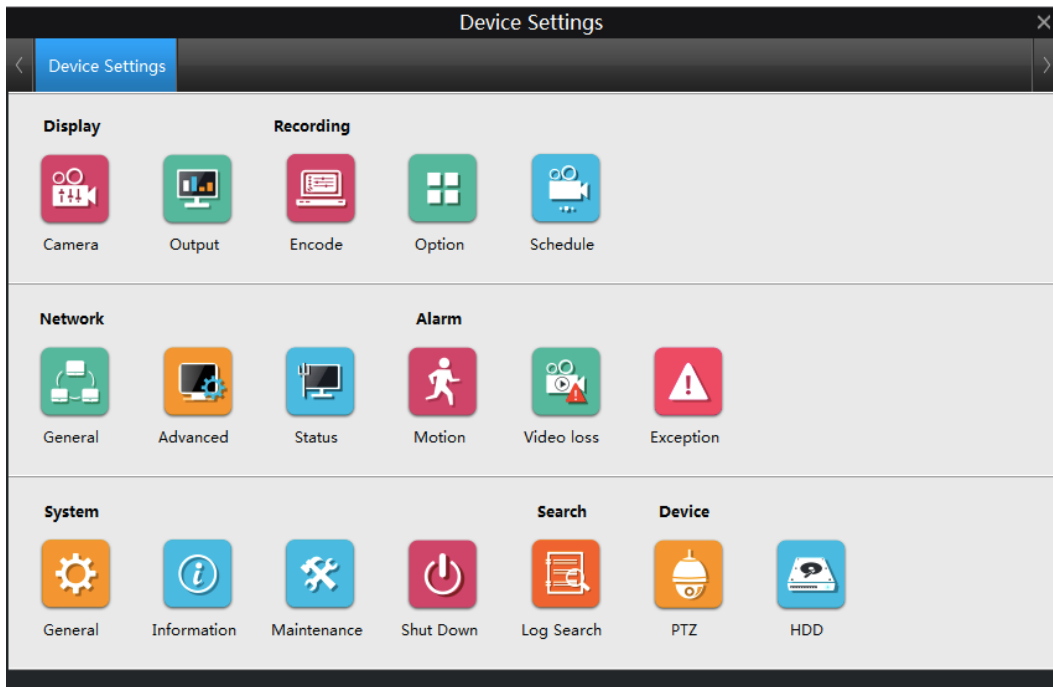 Device Settings
Device Settings
Display Recording
Camera Output Encode Option Schedule
Network Alarm
General Advanced Status Motion Video loss Exception
System Search Device
General Information Maintenance Shut Down Log Search PTZ HDD